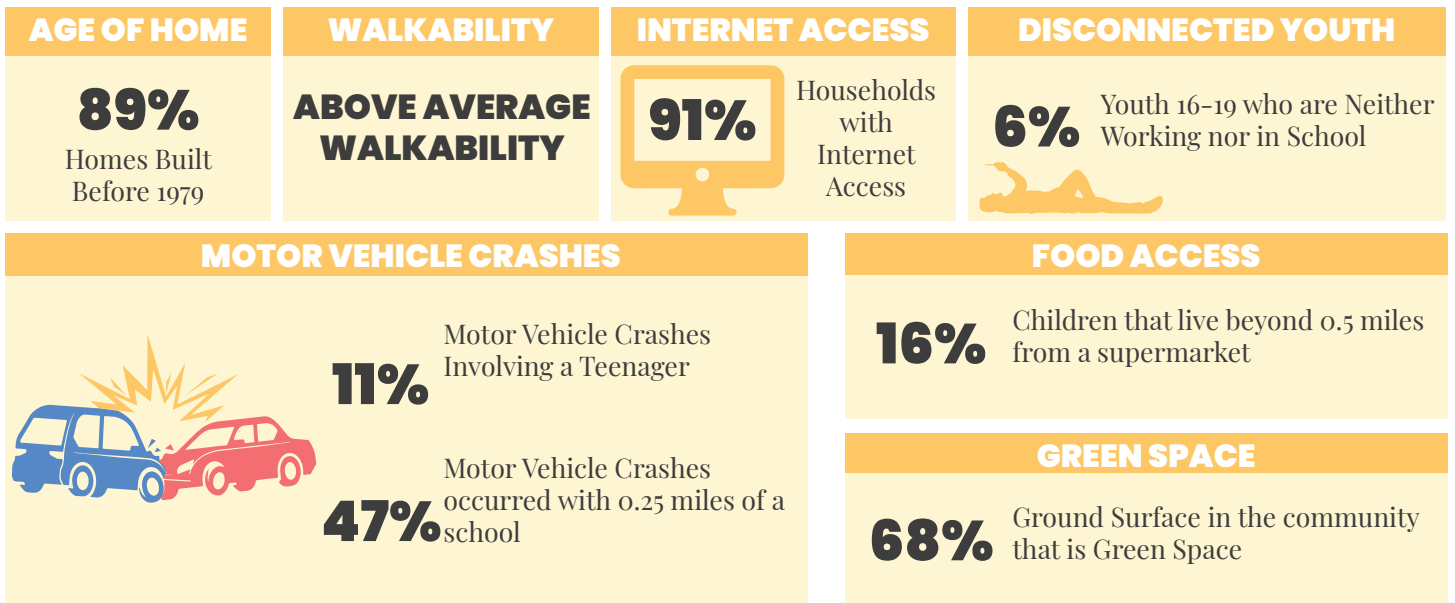 AGE OF HOME
89%
Homes Built
Before 1979
WALKABILITY
ABOVE AVERAGE
WALKABILITY
INTERNET ACCESS
91%
Households
with
Internet
Access
DISCONNECTED YOUTH
6%
Youth 16-19 who are Neither
Working nor in School
MOTOR VEHICLE CRASHES
11%
Motor Vehicle Crashes
Involving a Teenager
47%
Motor Vehicle Crashes
occurred with 0.25 miles of a
school
FOOD ACCESS
16%
Children that live beyond 0.5 miles
from a supermarket
GREEN SPACE
68%
Ground Surface in the community
that is Green Space